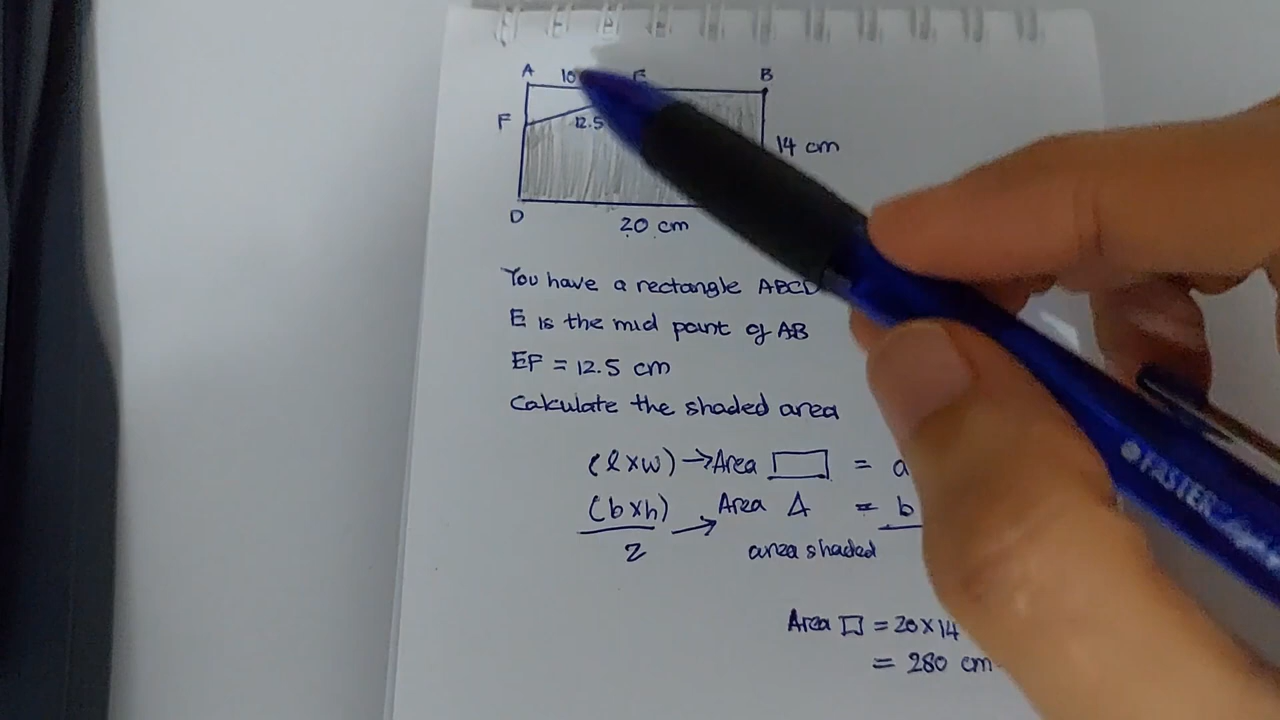 A 10 E B
F 12.5 14 cm
D 20 cm
You have a rectangle ABCD
E is the mid point of AB
EF = 12.5 cm
Calculate the shaded area
(l x w) → Area ▭ = a
(b x h) → Area Δ = b
2
area shaded
Area □ = 20 x 14
= 280 cm
FASTER